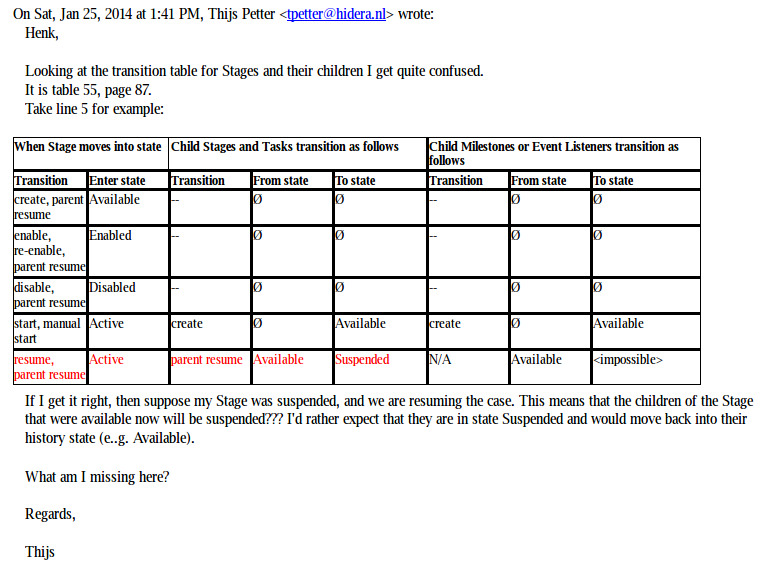 On Sat, Jan 25, 2014 at 1:41 PM, Thijs Petter <tpetter@hidera.nl> wrote:
Henk,
Looking at the transition table for Stages and their children I get quite confused.
It is table 55, page 87.
Take line 5 for example:
When Stage moves into state Child Stages and Tasks transition as follows Child Milestones or Event Listeners transition as
follows
Transition Enter state Transition From state To state Transition From state To state
create, parent Available -- Ø Ø -- Ø Ø
resume
enable, Enabled -- Ø Ø -- Ø Ø
re-enable,
parent resume
disable, Disabled -- Ø Ø -- Ø Ø
parent resume
start, manual Active create Ø Available create Ø Available
start
resume, Active parent resume Available Suspended N/A Available <impossible>
parent resume
If I get it right, then suppose my Stage was suspended, and we are resuming the case. This means that the children of the Stage
that were available now will be suspended??? I'd rather expect that they are in state Suspended and would move back into their
history state (e..g. Available).
What am I missing here?
Regards,
Thijs